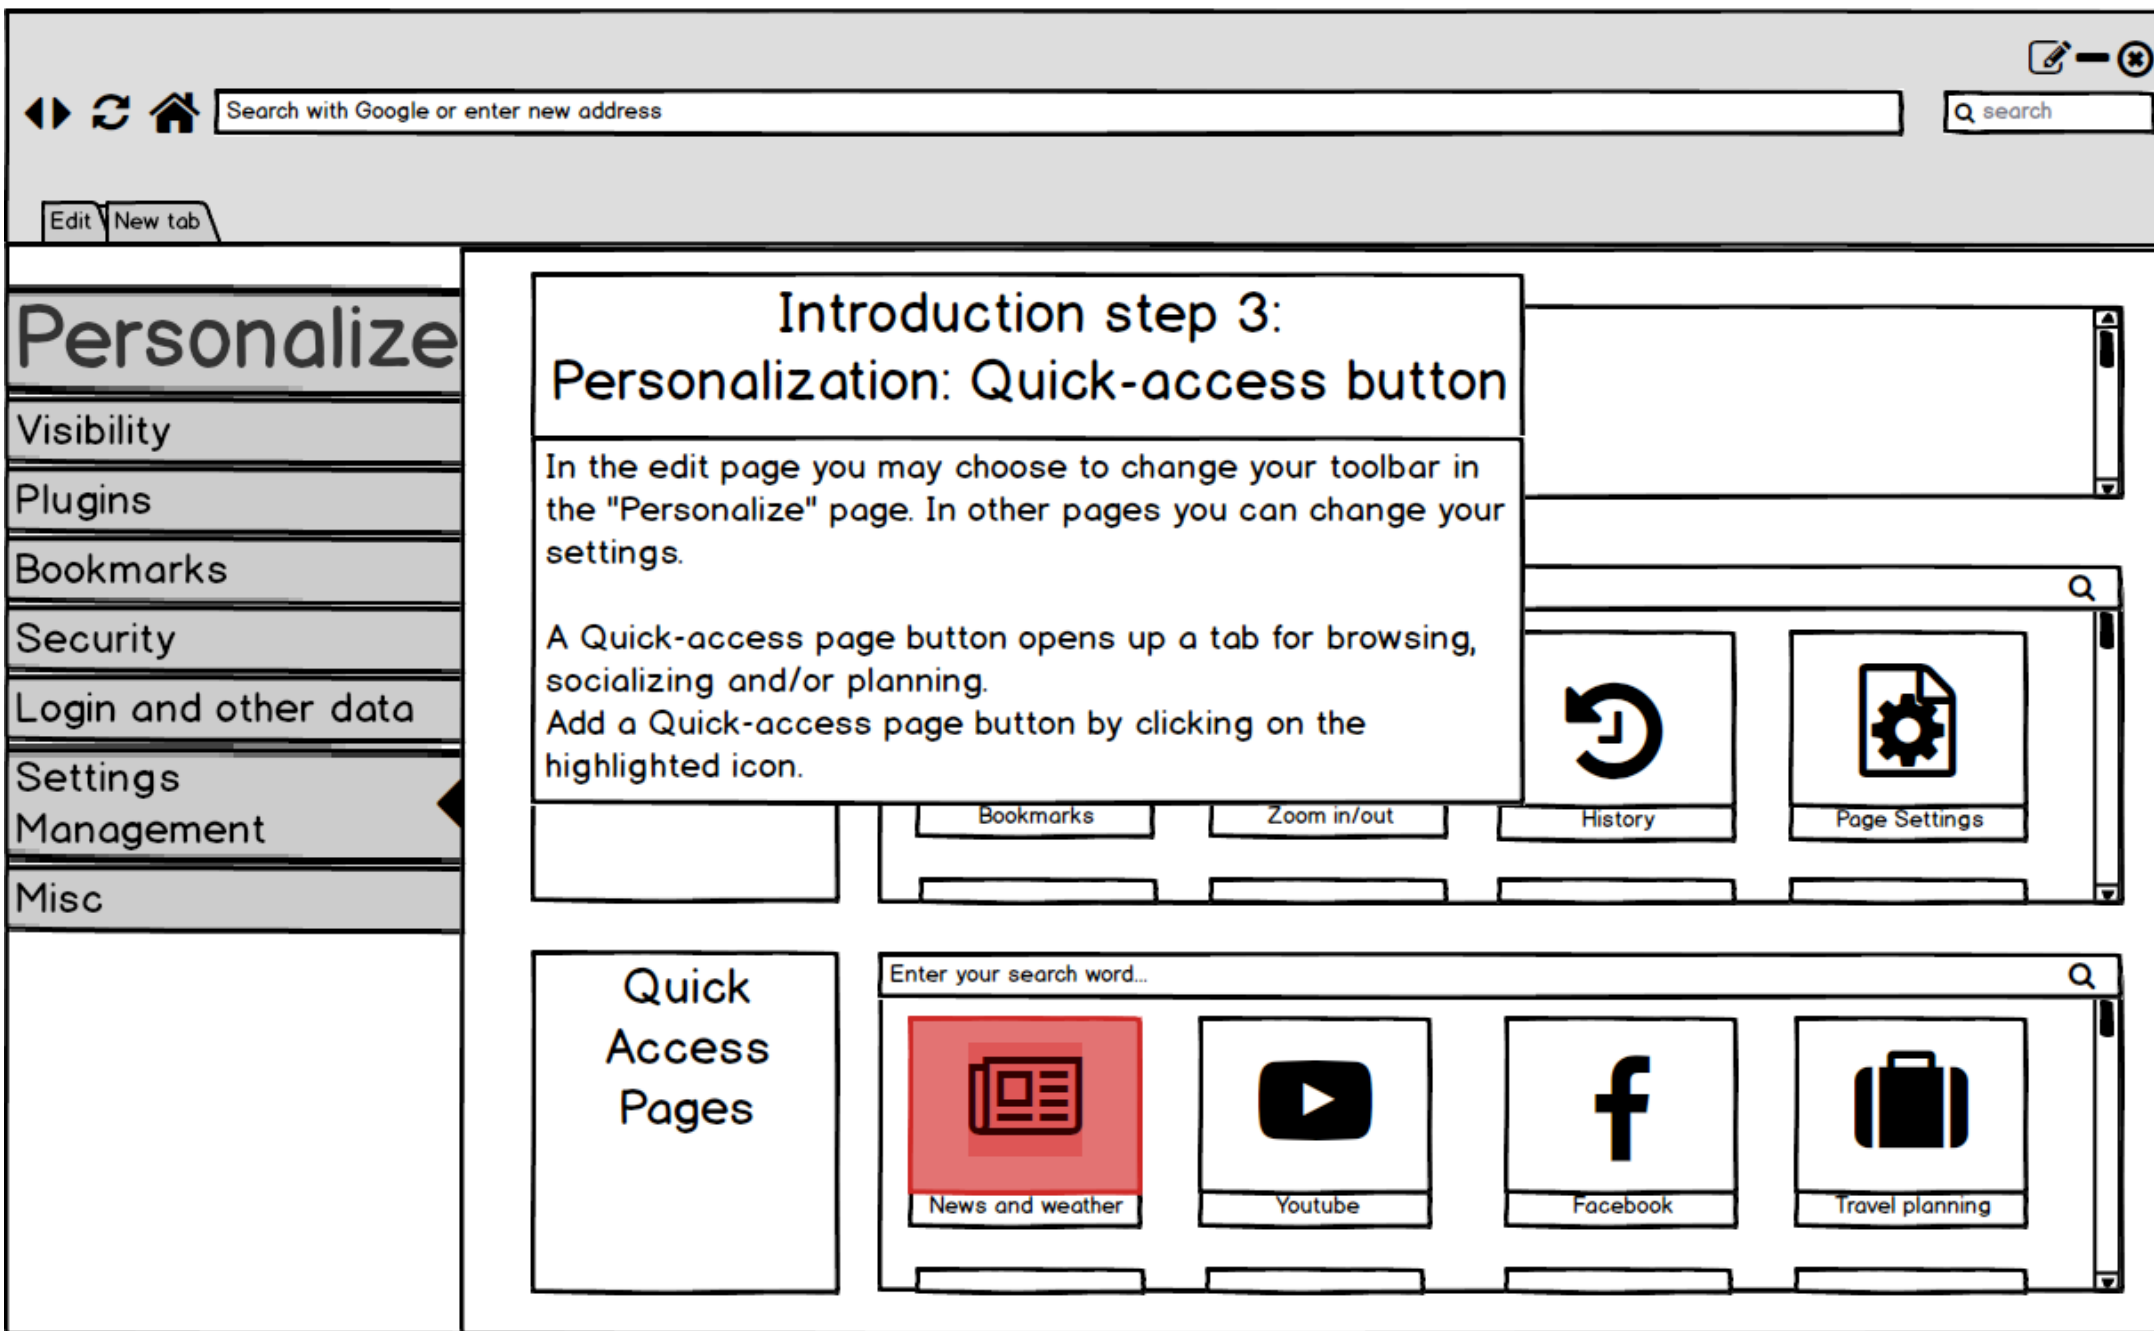 Search with Google or enter new address
search
Edit
New tab
Personalize
Visibility
Plugins
Bookmarks
Security
Login and other data
Settings
Management
Misc
Introduction step 3:
Personalization: Quick-access button
In the edit page you may choose to change your toolbar in
the "Personalize" page. In other pages you can change your
settings.
A Quick-access page button opens up a tab for browsing,
socializing and/or planning.
Add a Quick-access page button by clicking on the
highlighted icon.
Bookmarks
Zoom in/out
History
Page Settings
Quick
Access
Pages
Enter your search word...
News and weather
Youtube
Facebook
Travel planning